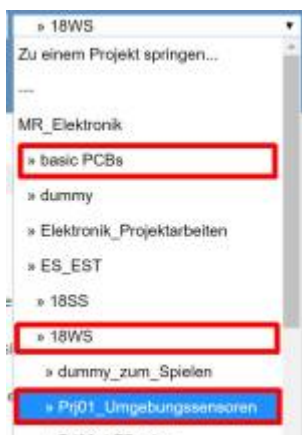 » 18WS
Zu einem Projekt springen...
---
MR_Elektronik
» basic PCBs
» dummy
» Elektronik_Projektarbeiten
» ES_EST
» 18SS
» 18WS
» dummy_zum_Spielen
» Prj01_Umgebungssensoren